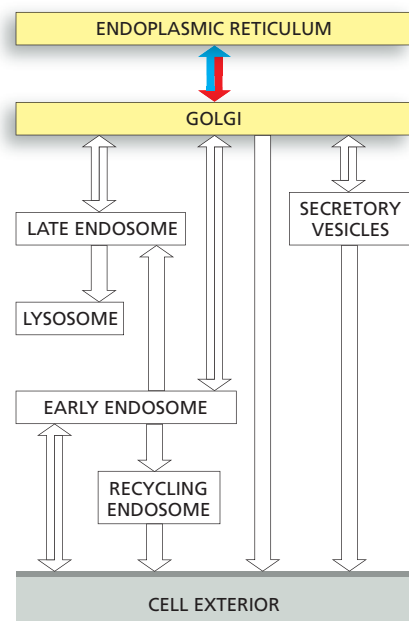 ENDOPLASMIC RETICULUM
GOLGI
LATE ENDOSOME
SECRETORY
VESICLES
LYSOSOME
EARLY ENDOSOME
RECYCLING
ENDOSOME
CELL EXTERIOR